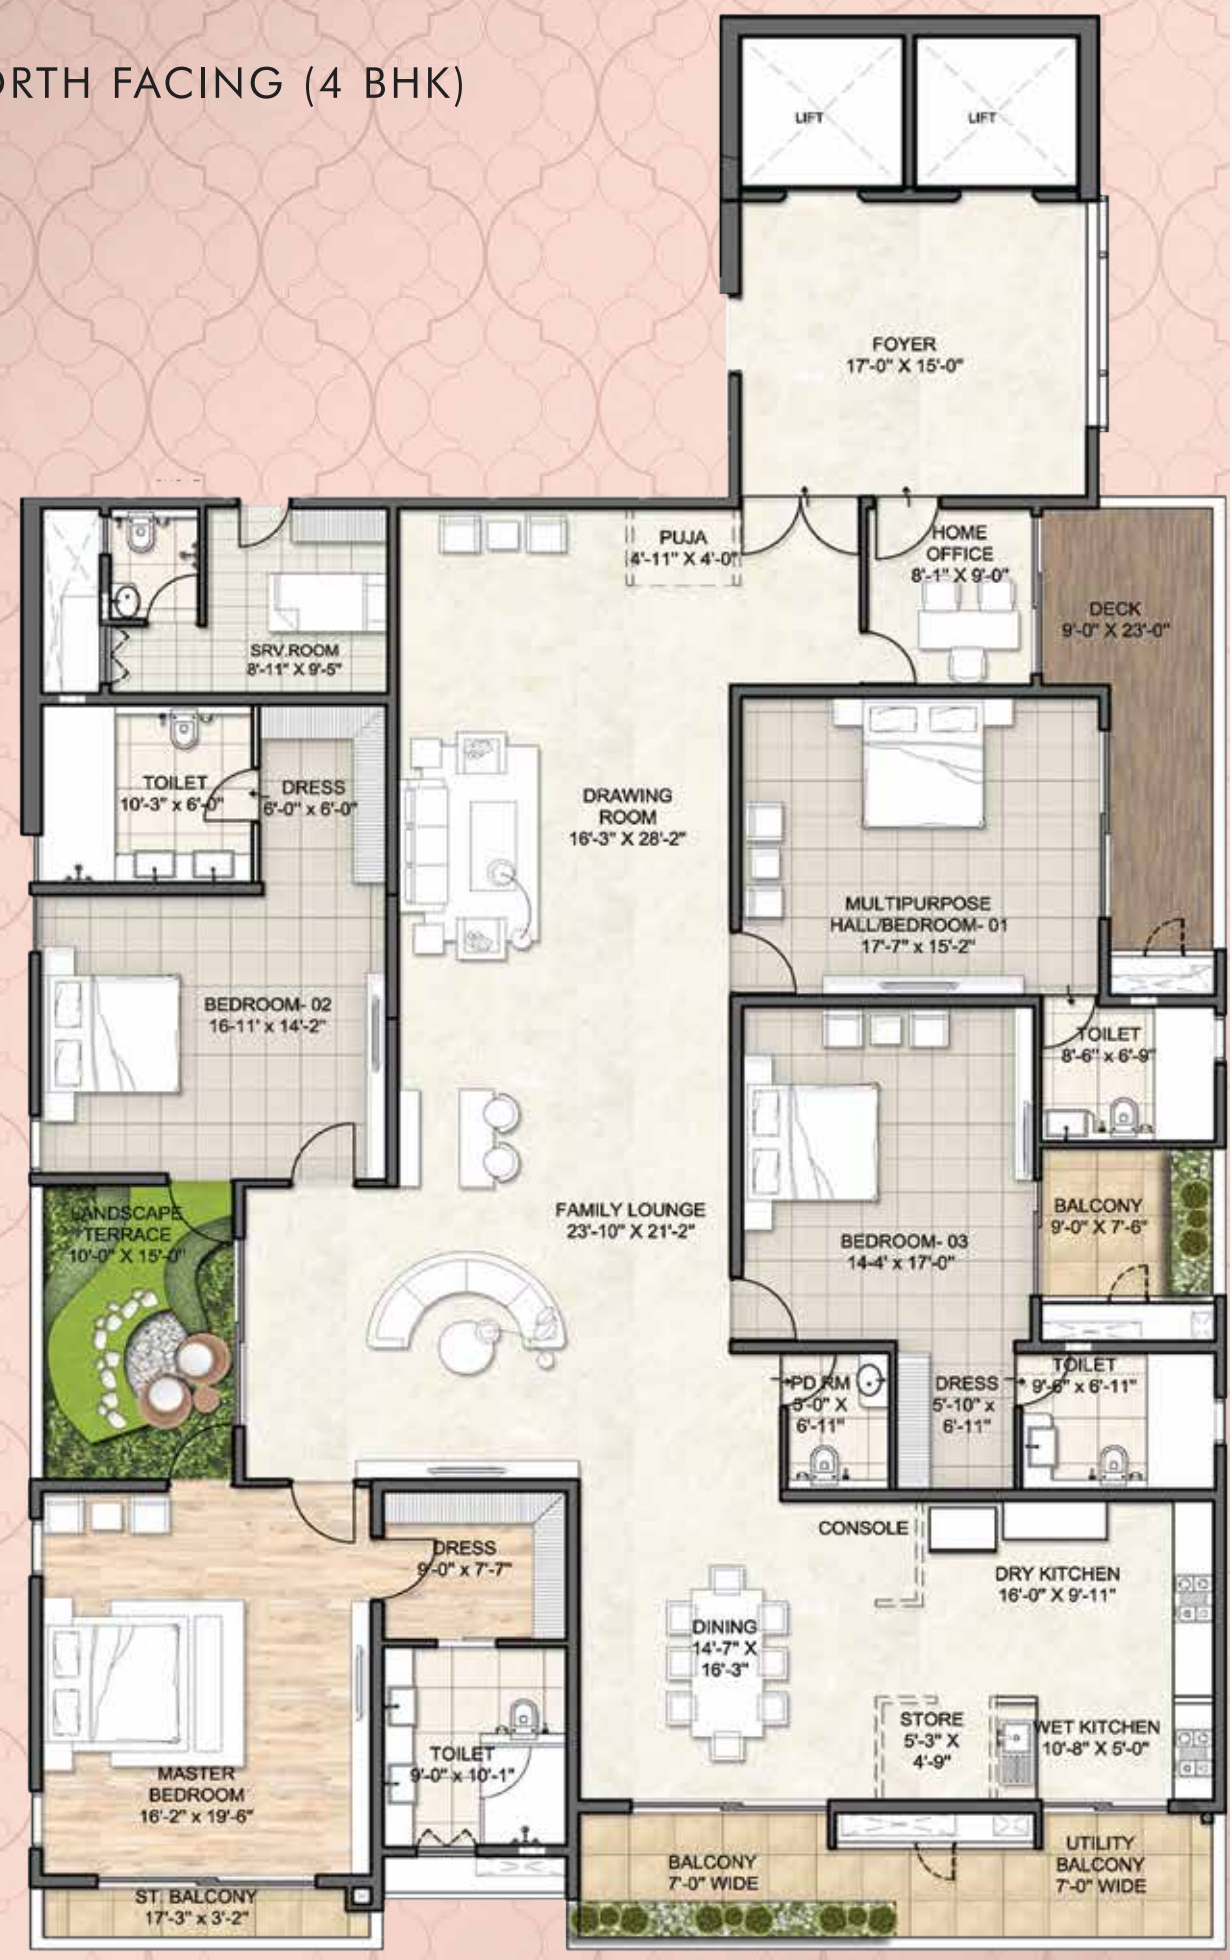 ORTH FACING (4 BHK)
LIFT
LIFT
FOYER
17'-0" X 15'-0"
PUJA
4'-11" X 4'-0"
HOME
OFFICE
8'-1" X 9'-0"
DECK
9'-0" X 23'-0"
SRV.ROOM
8'-11" X 9'-5"
TOILET
10'-3" x 6'-0"
DRESS
6'-0" x 6'-0"
DRAWING
ROOM
16'-3" X 28'-2"
MULTIPURPOSE
HALL/BEDROOM- 01
17'-7" x 15'-2"
BEDROOM- 02
16-11' x 14'-2"
TOILET
8'-6" x 6'-9"
LANDSCAPE
TERRACE
10'-0" X 15'-0"
FAMILY LOUNGE
23'-10" X 21'-2"
BEDROOM- 03
14-4' x 17'-0"
BALCONY
9'-0" X 7'-6"
PD RM
5'-0" X
6'-11"
DRESS
5'-10" x
6'-11"
TOILET
9'-6" x 6'-11"
CONSOLE
DRESS
9'-0" x 7'-7"
DRY KITCHEN
16'-0" X 9'-11"
DINING
14'-7" X
16'-3"
STORE
5'-3" X
4'-9"
WET KITCHEN
10'-8" X 5'-0"
TOILET
9'-0" x 10'-1"
MASTER
BEDROOM
16'-2" x 19'-6"
BALCONY
7'-0" WIDE
UTILITY
BALCONY
7'-0" WIDE
ST. BALCONY
17'-3" x 3'-2"